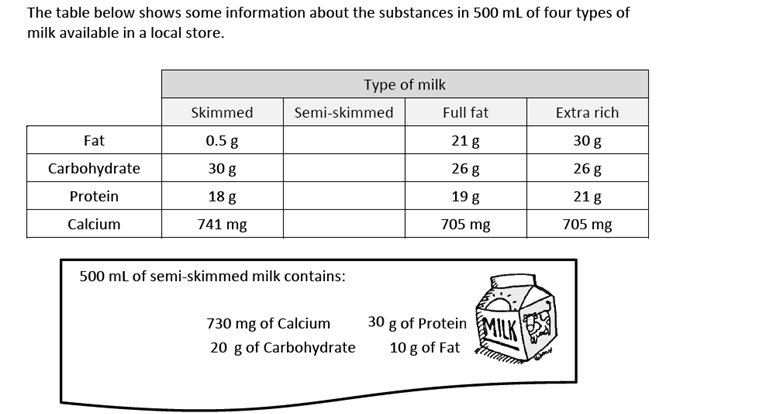 The table below shows some information about the substances in 500 mL of four types of
milk available in a local store.
Type of milk
Skimmed Semi-skimmed Full fat Extra rich
Fat 0.5 g 21 g 30 g
Carbohydrate 30 g 26 g 26 g
Protein 18 g 19 g 21 g
Calcium 741 mg 705 mg 705 mg
500 mL of semi-skimmed milk contains:
730 mg of Calcium 30 g of Protein
20 g of Carbohydrate 10 g of Fat
MILK